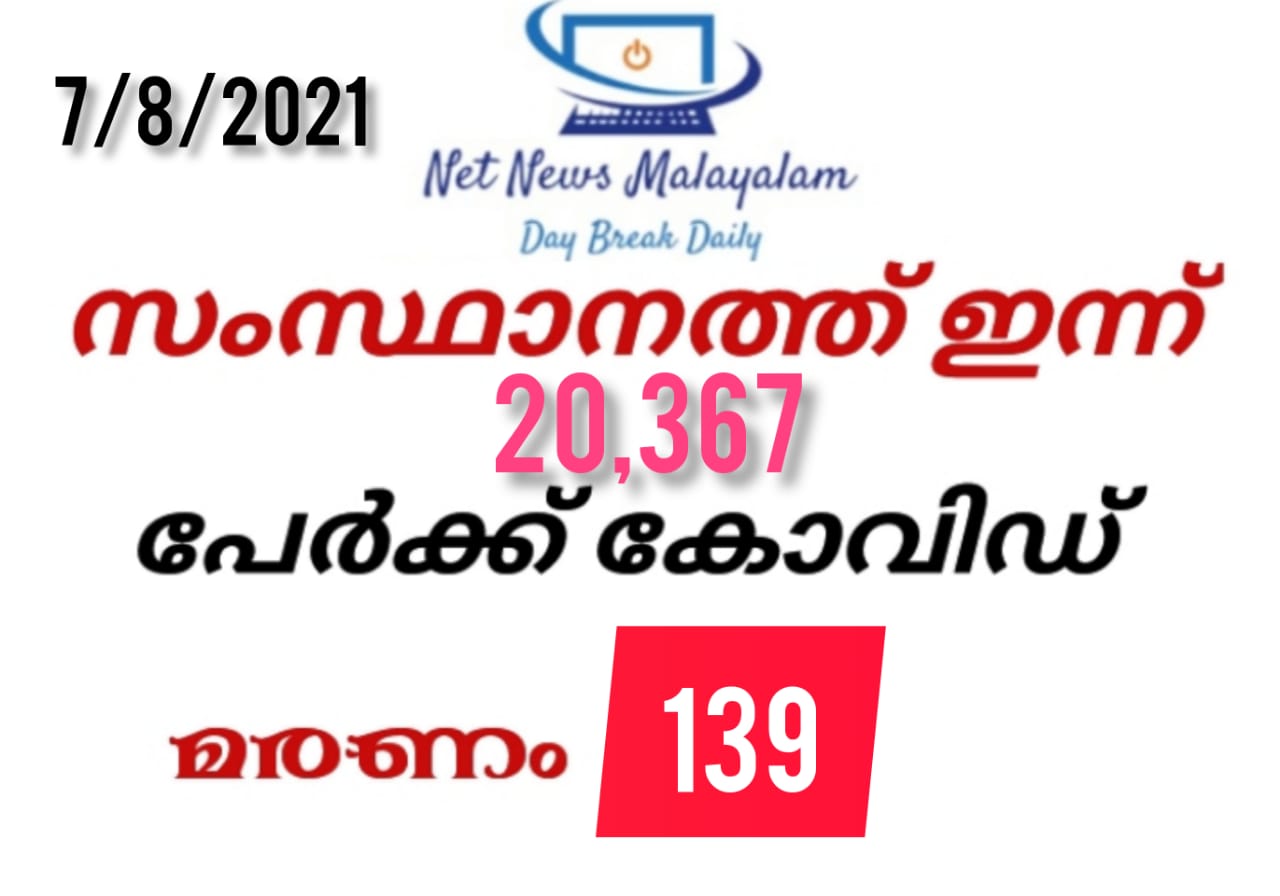 7/8/2021
Net News Malayalam
Day Break Daily
സംസ്ഥാനത്ത് ഇന്ന്
20,367
പേർക്ക് കോവിഡ്
മരണം 139